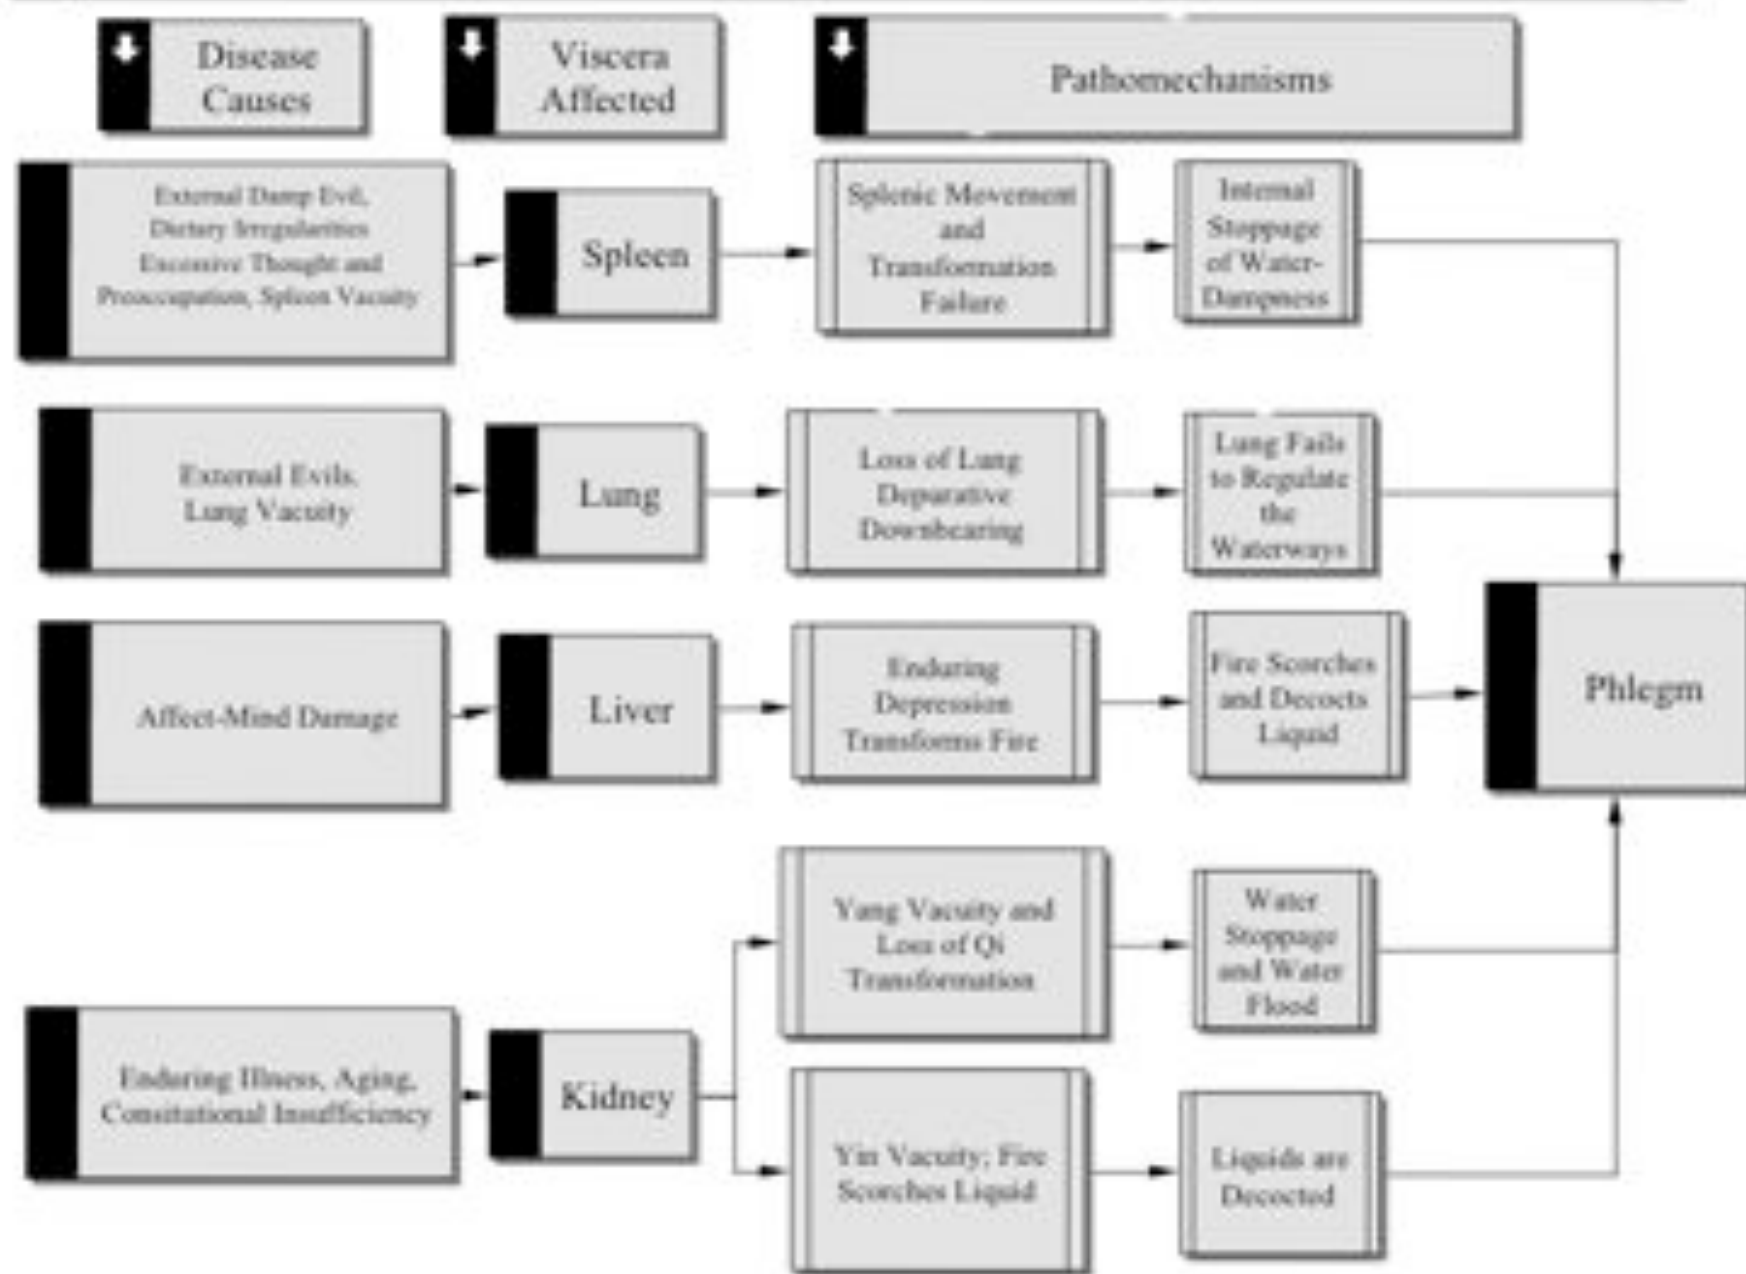 Disease
Causes
Viscera
Affected
Pathomechanisms
External Damp Evil,
Dietary Irregularities
Excessive Thought and
Preoccupation, Spleen Vacuity
Spleen
Splenic Movement
and
Transformation
Failure
Internal
Stoppage
of Water-
Dampness
External Evils.
Lung Vacuity
Lung
Loss of Lung
Depurative
Downbearing
Lung Fails
to Regulate
the
Waterways
Affect-Mind Damage
Liver
Enduring
Depression
Transforms Fire
Fire Scorches
and Decocts
Liquid
Phlegm
Enduring Illness, Aging,
Consitutional Insufficiency
Kidney
Yang Vacuity and
Loss of Qi
Transformation
Water
Stoppage
and Water
Flood
Yin Vacuity; Fire
Scorches Liquid
Liquids are
Decocted